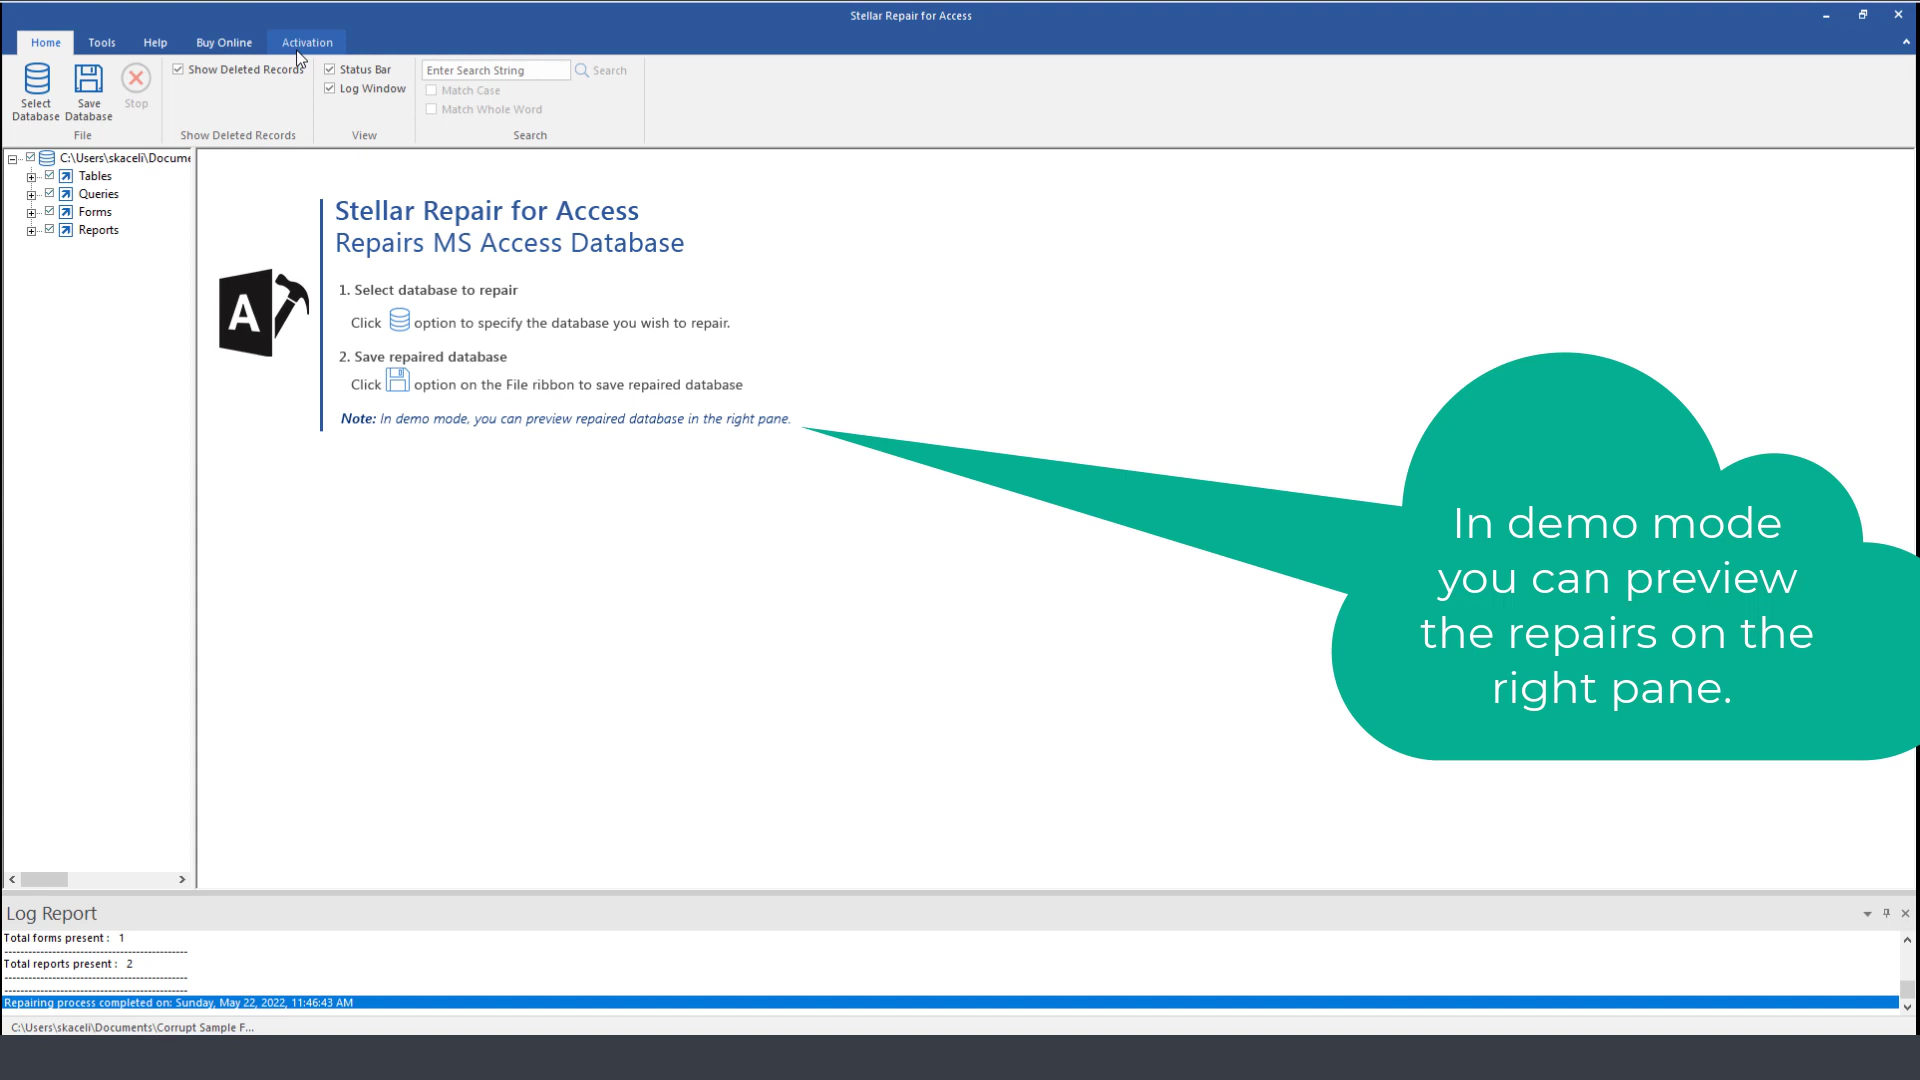 Stellar Repair for Access
Home Tools Help Buy Online Activation
Select Database
Save Database
Stop
File
Show Deleted Records
Show Deleted Records
Status Bar
Log Window
View
Enter Search String Search
Match Case
Match Whole Word
Search
C:\Users\skaceli\Docume
Tables
Queries
Forms
Reports
Stellar Repair for Access
Repairs MS Access Database
A
1. Select database to repair
Click option to specify the database you wish to repair.
2. Save repaired database
Click option on the File ribbon to save repaired database
Note: In demo mode, you can preview repaired database in the right pane.
In demo mode
you can preview
the repairs on the
right pane.
Log Report
Total forms present : 1
-----------------------------------------------
Total reports present : 2
-----------------------------------------------
-----------------------------------------------
Repairing process completed on: Sunday, May 22, 2022, 11:46:43 AM
C:\Users\skaceli\Documents\Corrupt Sample F...